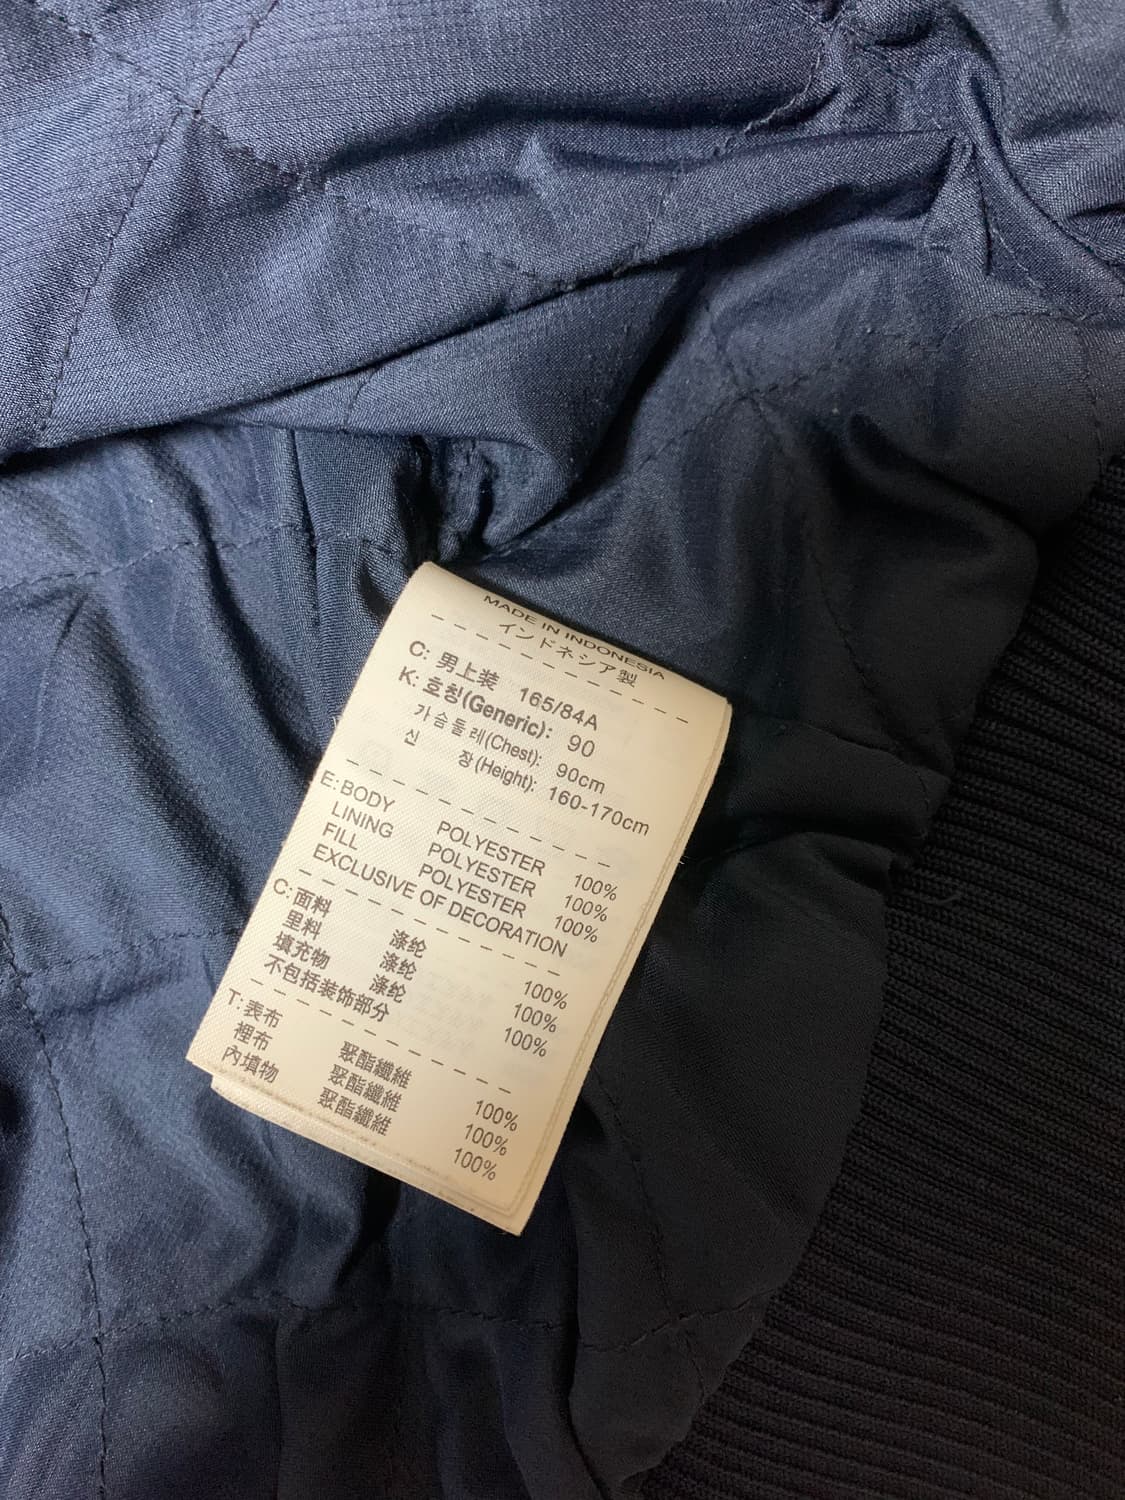 MADE IN INDONESIA
インドネシア製
C: 男上装 165/84A
K: 호칭(Generic): 90
가슴둘레(Chest): 90cm
신 장(Height): 160-170cm
E: BODY POLYESTER 100%
LINING POLYESTER 100%
FILL POLYESTER 100%
EXCLUSIVE OF DECORATION
C: 面料 涤纶 100%
里料 涤纶 100%
填充物 涤纶 100%
不包括装饰部分
T: 表布 聚酯纖維 100%
裡布 聚酯纖維 100%
內填物 聚酯纖維 100%